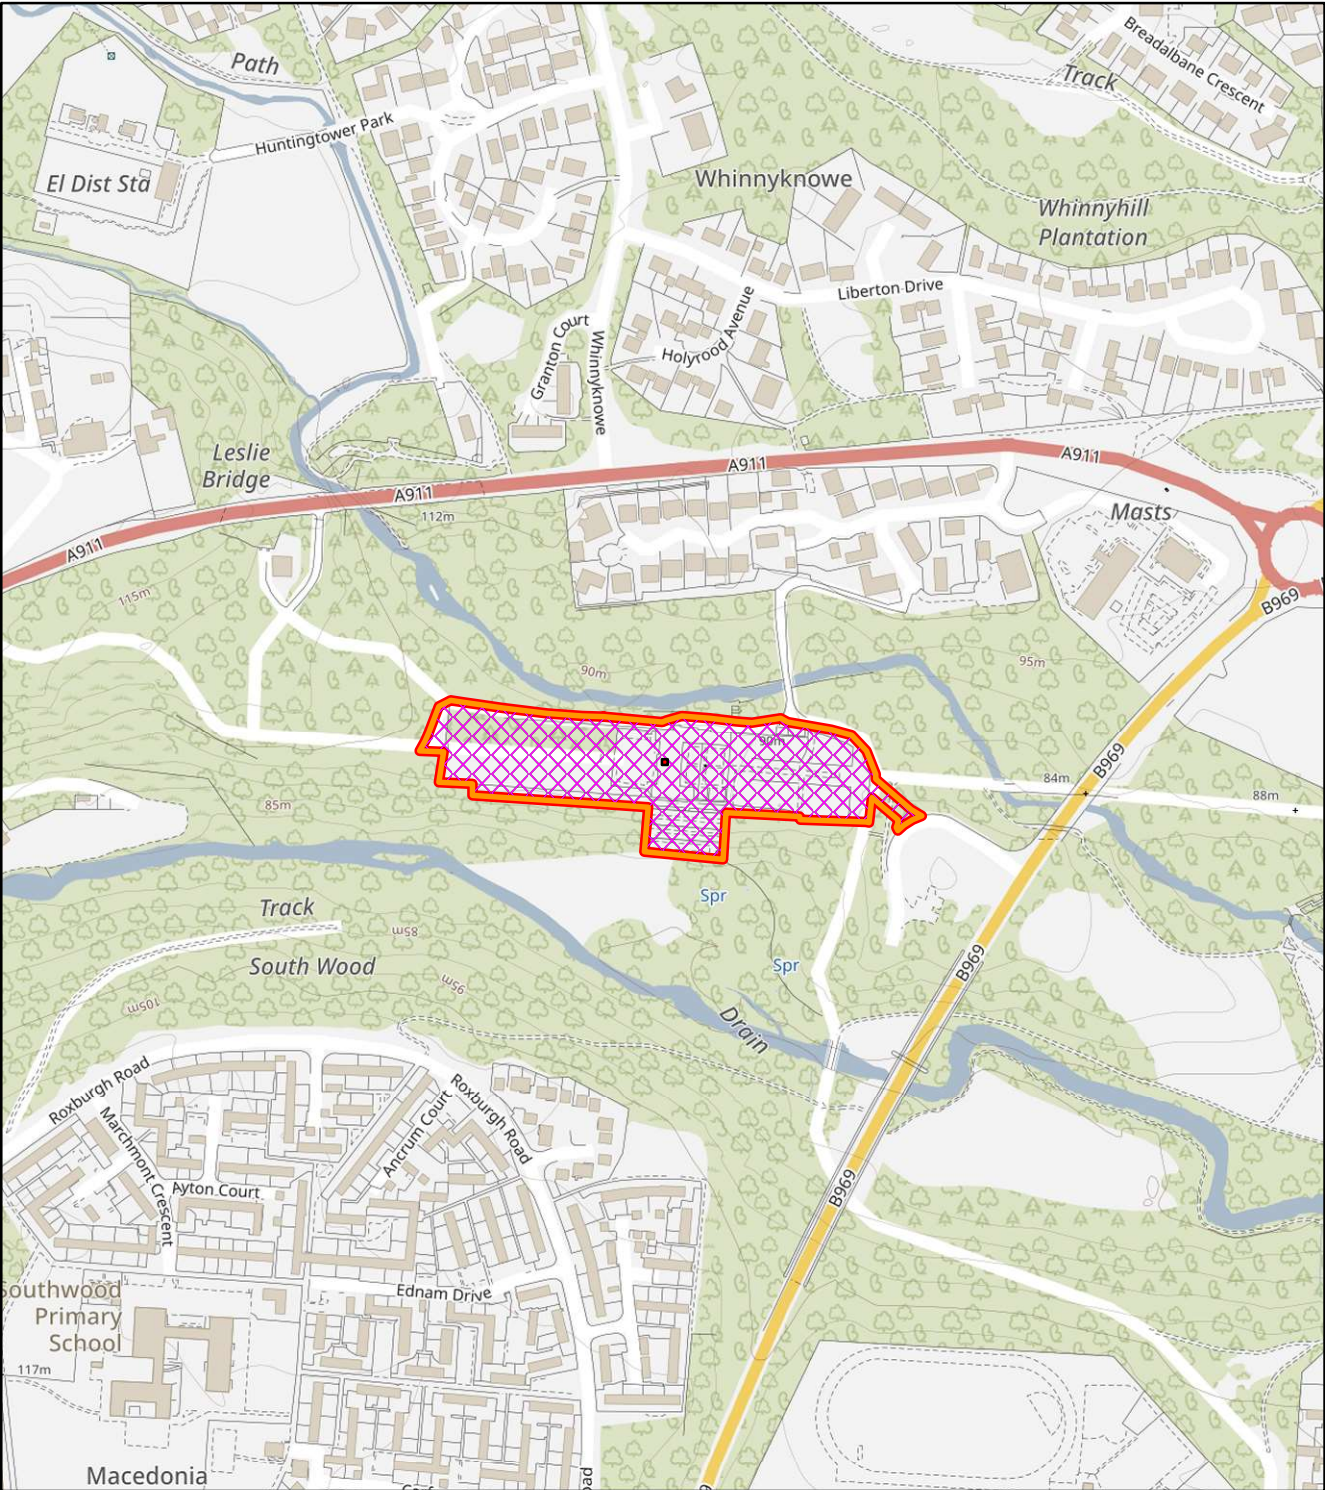 Path
Track
Breadalbane Crescent
Huntingtower Park
El Dist Sta
Whinnyknowe
Whinnyhill
Plantation
Liberton Drive
Granton Court
Whinnyknowe
Holyrood Avenue
Leslie
Bridge
A911
A911
A911
A911
112m
Masts
115m
B969
90m
95m
90m
84m
B969
88m
85m
Spr
Track
85m
South Wood
Spr
95m
B969
105m
Drain
Roxburgh Road
Roxburgh Road
Marchmont Crescent
Ancrum Court
Ayton Court
B969
Southwood
Primary
School
Ednam Drive
117m
Macedonia